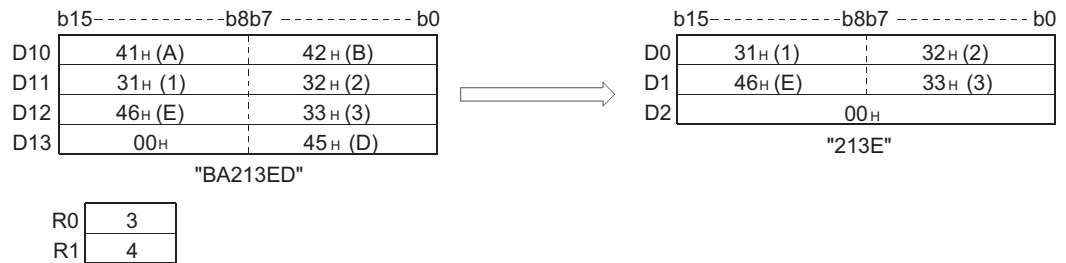 b15 b8b7 b0 b15 b8b7 b0
D10 41H (A) 42H (B) D0 31H (1) 32H (2)
D11 31H (1) 32H (2) D1 46H (E) 33H (3)
D12 46H (E) 33H (3) D2 00H
D13 00H 45H (D) "213E"
"BA213ED"
R0 3
R1 4